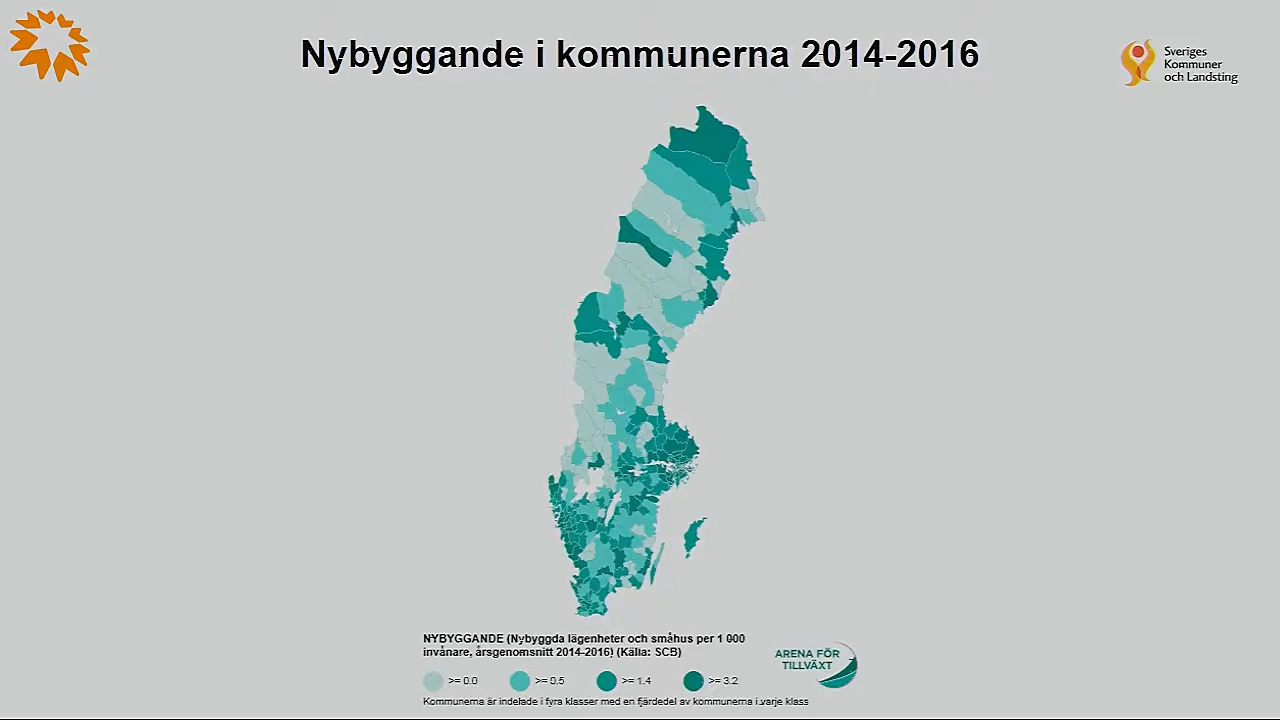 Nybyggande i kommunerna 2014-2016
Sveriges
Kommuner
och Landsting
NYBYGGANDE (Nybyggda lägenheter och småhus per 1 000
invånare, årsgenomsnitt 2014-2016) (Källa: SCB)
ARENA FÖR
TILLVÄXT
>= 0.0 >= 0.5 >= 1.4 >= 3.2
Kommunerna är indelade i fyra klasser med en fjärdedel av kommunerna i varje klass